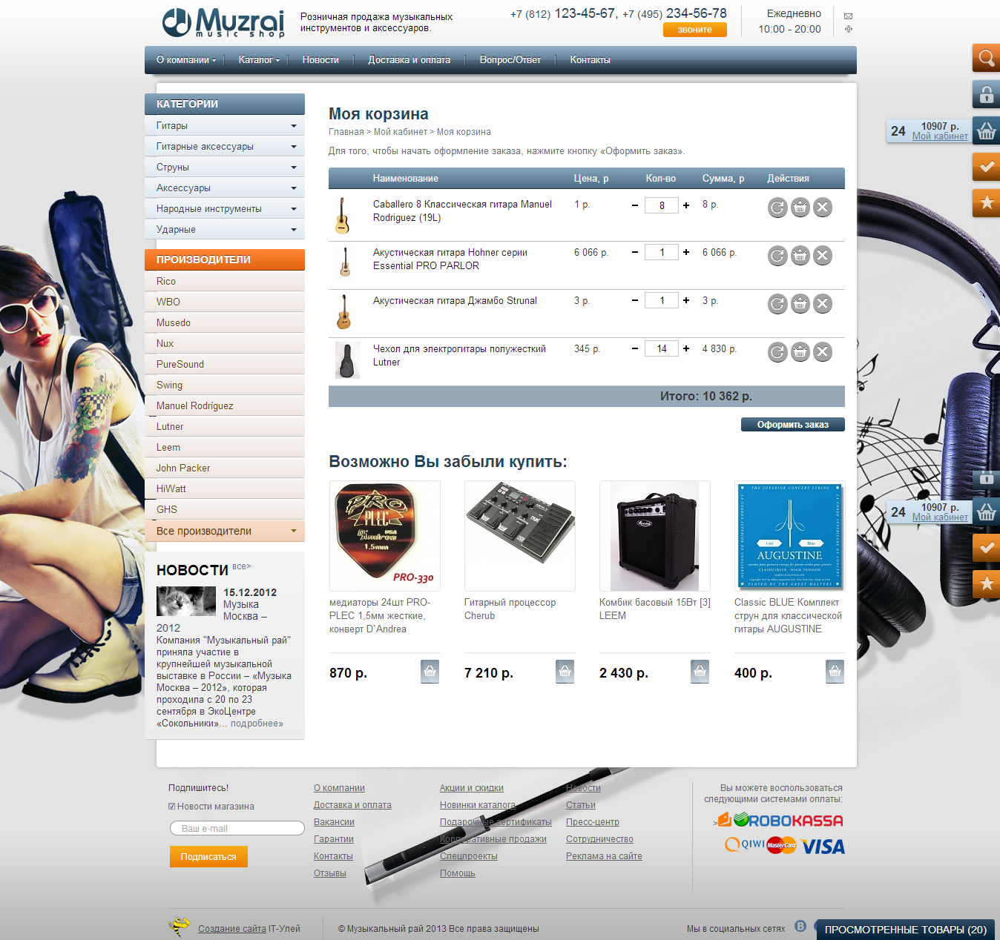 Muzrai
music shop
Розничная продажа музыкальных
инструментов и аксессуаров.
+7 (812) 123-45-67, +7 (495) 234-56-78
звоните
Ежедневно
10:00 - 20:00
О компании
Каталог
Новости
Доставка и оплата
Вопрос/Ответ
Контакты
КАТЕГОРИИ
Гитары
Гитарные аксессуары
Струны
Аксессуары
Народные инструменты
Ударные
ПРОИЗВОДИТЕЛИ
Rico
WBO
Musedo
Nux
PureSound
Swing
Manuel Rodríguez
Lutner
Leem
John Packer
HiWatt
GHS
Все производители
НОВОСТИ все>
15.12.2012
Музыка
Москва –
2012
Компания "Музыкальный рай"
приняла участие в
крупнейшей музыкальной
выставке в России – «Музыка
Москва – 2012», которая
проходила с 20 по 23
сентября в ЭкоЦентре
«Сокольники»... подробнее»
Моя корзина
Главная > Мой кабинет > Моя корзина
Для того, чтобы начать оформление заказа, нажмите кнопку «Оформить заказ».
Наименование Цена, р Кол-во Сумма, р Действия
Caballero 8 Классическая гитара Manuel
Rodriguez (19L)
1 р. − 8 + 8 р.
Акустическая гитара Hohner серии
Essential PRO PARLOR
6 066 р. − 1 + 6 066 р.
Акустическая гитара Джамбо Strunal
3 р. − 1 + 3 р.
Чехол для электрогитары полужесткий
Lutner
345 р. − 14 + 4 830 р.
Итого: 10 362 р.
Оформить заказ
Возможно Вы забыли купить:
PRO
PLEC
USA
1.5mm
PRO-330
медиаторы 24шт PRO-
PLEC 1,5мм жесткие,
конверт D`Andrea
870 р.
Гитарный процессор
Cherub
7 210 р.
Комбик басовый 15Вт [3]
LEEM
2 430 р.
THE SUPERIOR CONCERT STRING
1 set
Blue
AUGUSTINE
CLASSIC/BLUE HIGH TENSION
PLAYED BY THE GREAT MASTERS
Classic BLUE Комплект
струн для классической
гитары AUGUSTINE
400 р.
24
10907 р.
Мой кабинет
24
10907 р.
Мой кабинет
Подпишитесь!
Новости магазина
Ваш e-mail
Подписаться
О компании
Доставка и оплата
Вакансии
Гарантии
Контакты
Отзывы
Акции и скидки
Новинки каталога
Подарочные сертификаты
Корпоративные продажи
Спецпроекты
Помощь
Новости
Статьи
Пресс-центр
Сотрудничество
Реклама на сайте
Вы можете воспользоваться
следующими системами оплаты:
>
ROBOKASSA
QIWI MasterCard VISA
Создание сайта IT-Улей
© Музыкальный рай 2013 Все права защищены
Мы в социальных сетях
B
ПРОСМОТРЕННЫЕ ТОВАРЫ (20)